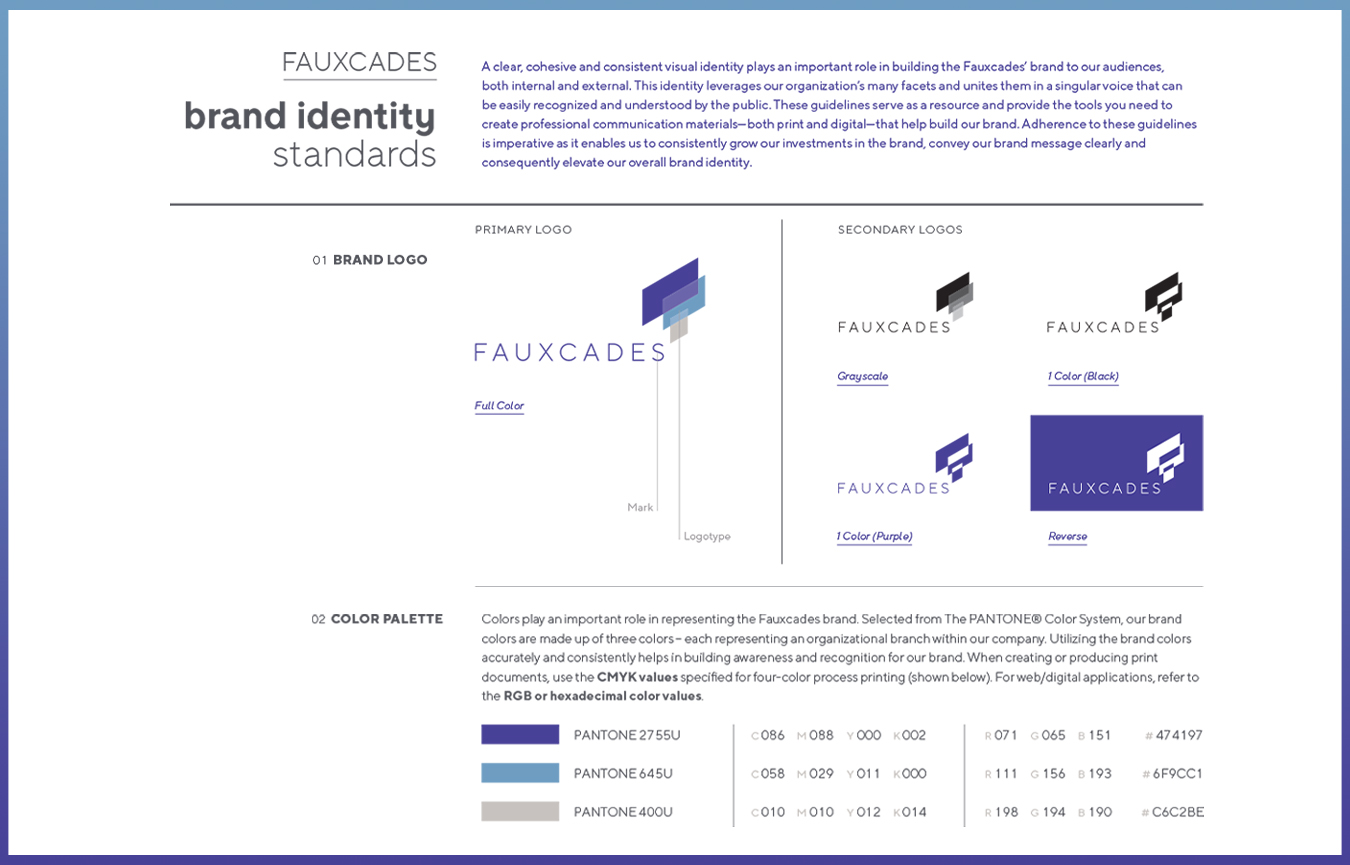 FAUXCADES
brand identity
standards
A clear, cohesive and consistent visual identity plays an important role in building the Fauxcades’ brand to our audiences,
both internal and external. This identity leverages our organization’s many facets and unites them in a singular voice that can
be easily recognized and understood by the public. These guidelines serve as a resource and provide the tools you need to
create professional communication materials—both print and digital—that help build our brand. Adherence to these guidelines
is imperative as it enables us to consistently grow our investments in the brand, convey our brand message clearly and
consequently elevate our overall brand identity.
01 BRAND LOGO
PRIMARY LOGO
FAUXCADES
Full Color
Mark
Logotype
SECONDARY LOGOS
FAUXCADES
Grayscale
FAUXCADES
1 Color (Black)
FAUXCADES
1 Color (Purple)
FAUXCADES
Reverse
02 COLOR PALETTE
Colors play an important role in representing the Fauxcades brand. Selected from The PANTONE® Color System, our brand
colors are made up of three colors – each representing an organizational branch within our company. Utilizing the brand colors
accurately and consistently helps in building awareness and recognition for our brand. When creating or producing print
documents, use the CMYK values specified for four-color process printing (shown below). For web/digital applications, refer to
the RGB or hexadecimal color values.
PANTONE 2755U C 086 M 088 Y 000 K 002 R 071 G 065 B 151 # 474197
PANTONE 645U C 058 M 029 Y 011 K 000 R 111 G 156 B 193 # 6F9CC1
PANTONE 400U C 010 M 010 Y 012 K 014 R 198 G 194 B 190 # C6C2BE